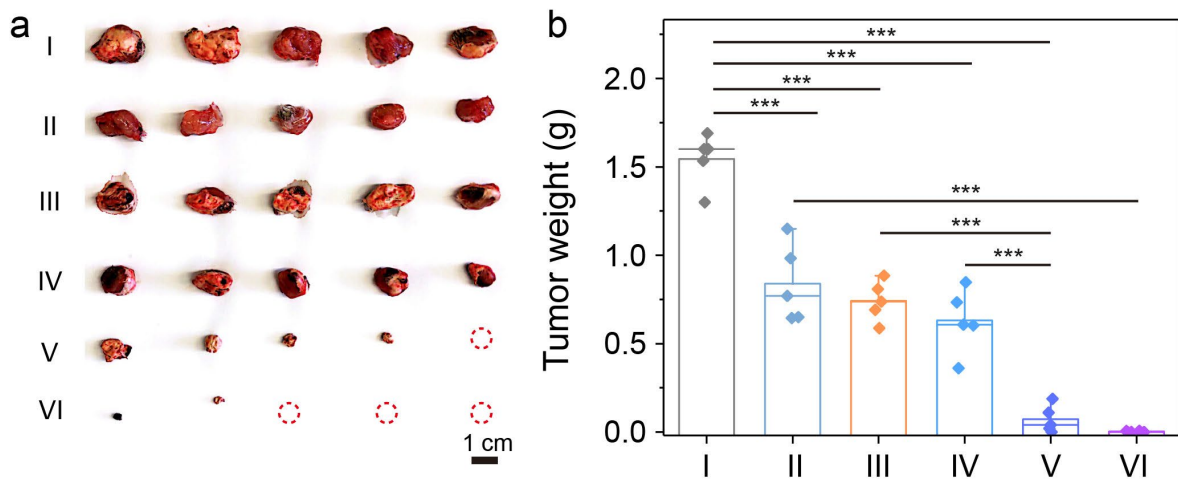 a
I
II
III
IV
V
VI
1 cm
b
Tumor weight (g)
2.0
1.5
1.0
0.5
0.0
***
***
***
***
***
***
***
I II III IV V VI